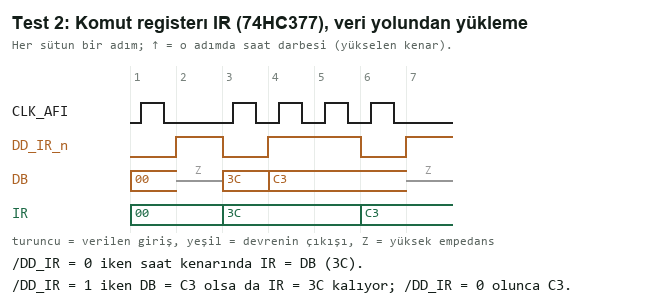 Test 2: Komut registerı IR (74HC377), veri yolundan yükleme
Her sütun bir adım; ↑ = o adımda saat darbesi (yükselen kenar).
1 2 3 4 5 6 7
CLK_AFI
DD_IR_n
DB 00 Z 3C C3 Z
IR 00 3C C3
turuncu = verilen giriş, yeşil = devrenin çıkışı, Z = yüksek empedans
/DD_IR = 0 iken saat kenarında IR = DB (3C).
/DD_IR = 1 iken DB = C3 olsa da IR = 3C kalıyor; /DD_IR = 0 olunca C3.